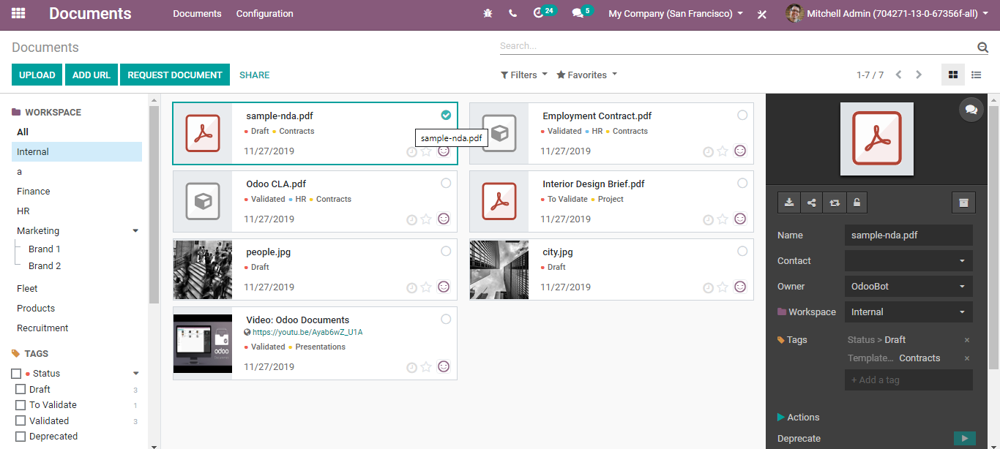 Documents
Documents
Configuration
24
5
My Company (San Francisco)
Mitchell Admin (704271-13-0-67356f-all)
Documents
Search...
UPLOAD
ADD URL
REQUEST DOCUMENT
SHARE
Filters
Favorites
1-7 / 7
WORKSPACE
All
Internal
a
Finance
HR
Marketing
Brand 1
Brand 2
Fleet
Products
Recruitment
TAGS
Status
Draft 3
To Validate 1
Validated 3
Deprecated
sample-nda.pdf
Draft Contracts
11/27/2019
sample-nda.pdf
Employment Contract.pdf
Validated HR Contracts
11/27/2019
Odoo CLA.pdf
Validated HR Contracts
11/27/2019
Interior Design Brief.pdf
To Validate Project
11/27/2019
people.jpg
Draft
11/27/2019
city.jpg
Draft
11/27/2019
odoo
Video: Odoo Documents
https://youtu.be/Ayab6wZ_U1A
Validated Presentations
11/27/2019
Name sample-nda.pdf
Contact
Owner OdooBot
Workspace Internal
Tags Status > Draft ×
Template... Contracts ×
+ Add a tag
Actions
Deprecate